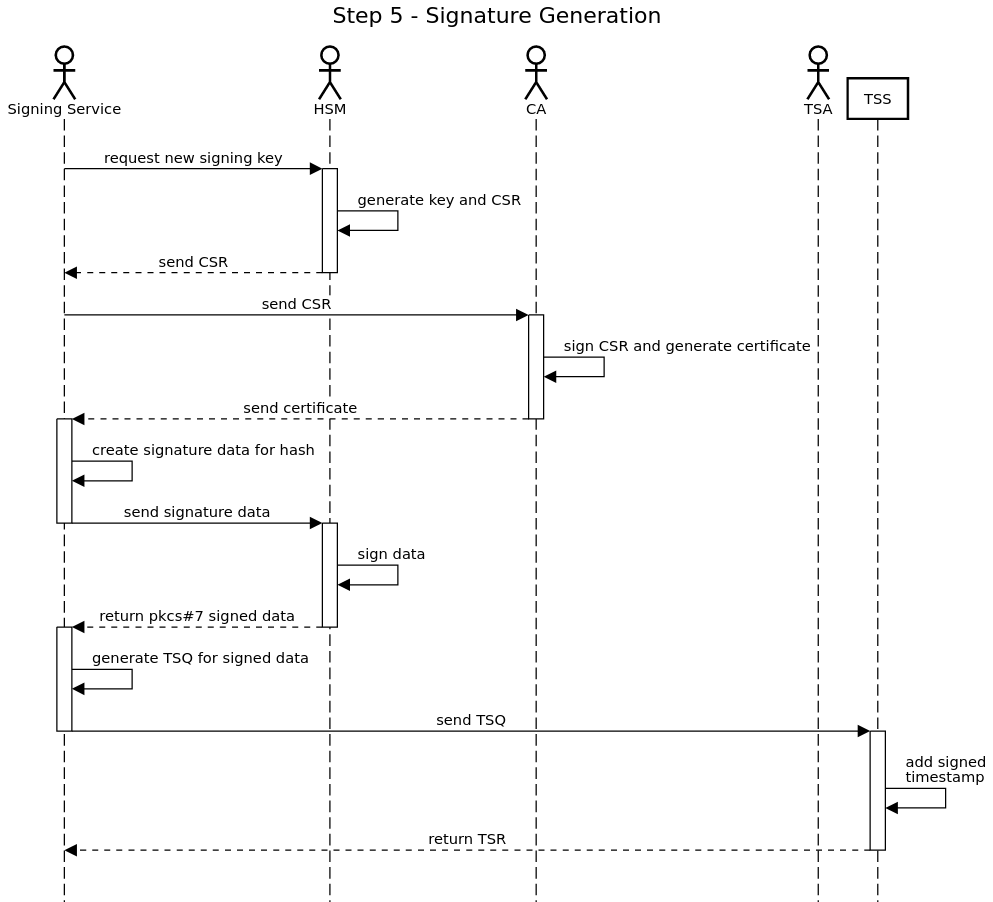 Step 5 - Signature Generation
Signing Service
HSM
CA
TSA
TSS
request new signing key
generate key and CSR
send CSR
send CSR
sign CSR and generate certificate
send certificate
create signature data for hash
send signature data
sign data
return pkcs#7 signed data
generate TSQ for signed data
send TSQ
add signed
timestamp
return TSR